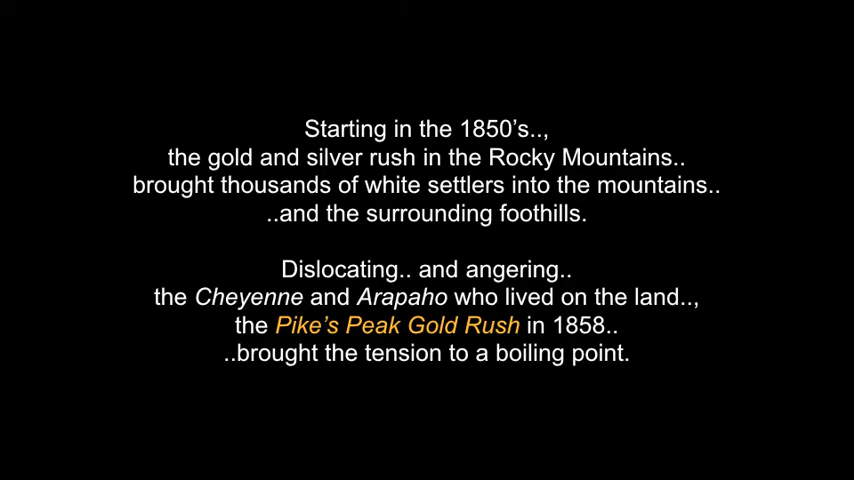 Starting in the 1850’s..,
the gold and silver rush in the Rocky Mountains..
brought thousands of white settlers into the mountains..
..and the surrounding foothills.
Dislocating.. and angering..
the Cheyenne and Arapaho who lived on the land..,
the Pike’s Peak Gold Rush in 1858..
..brought the tension to a boiling point.